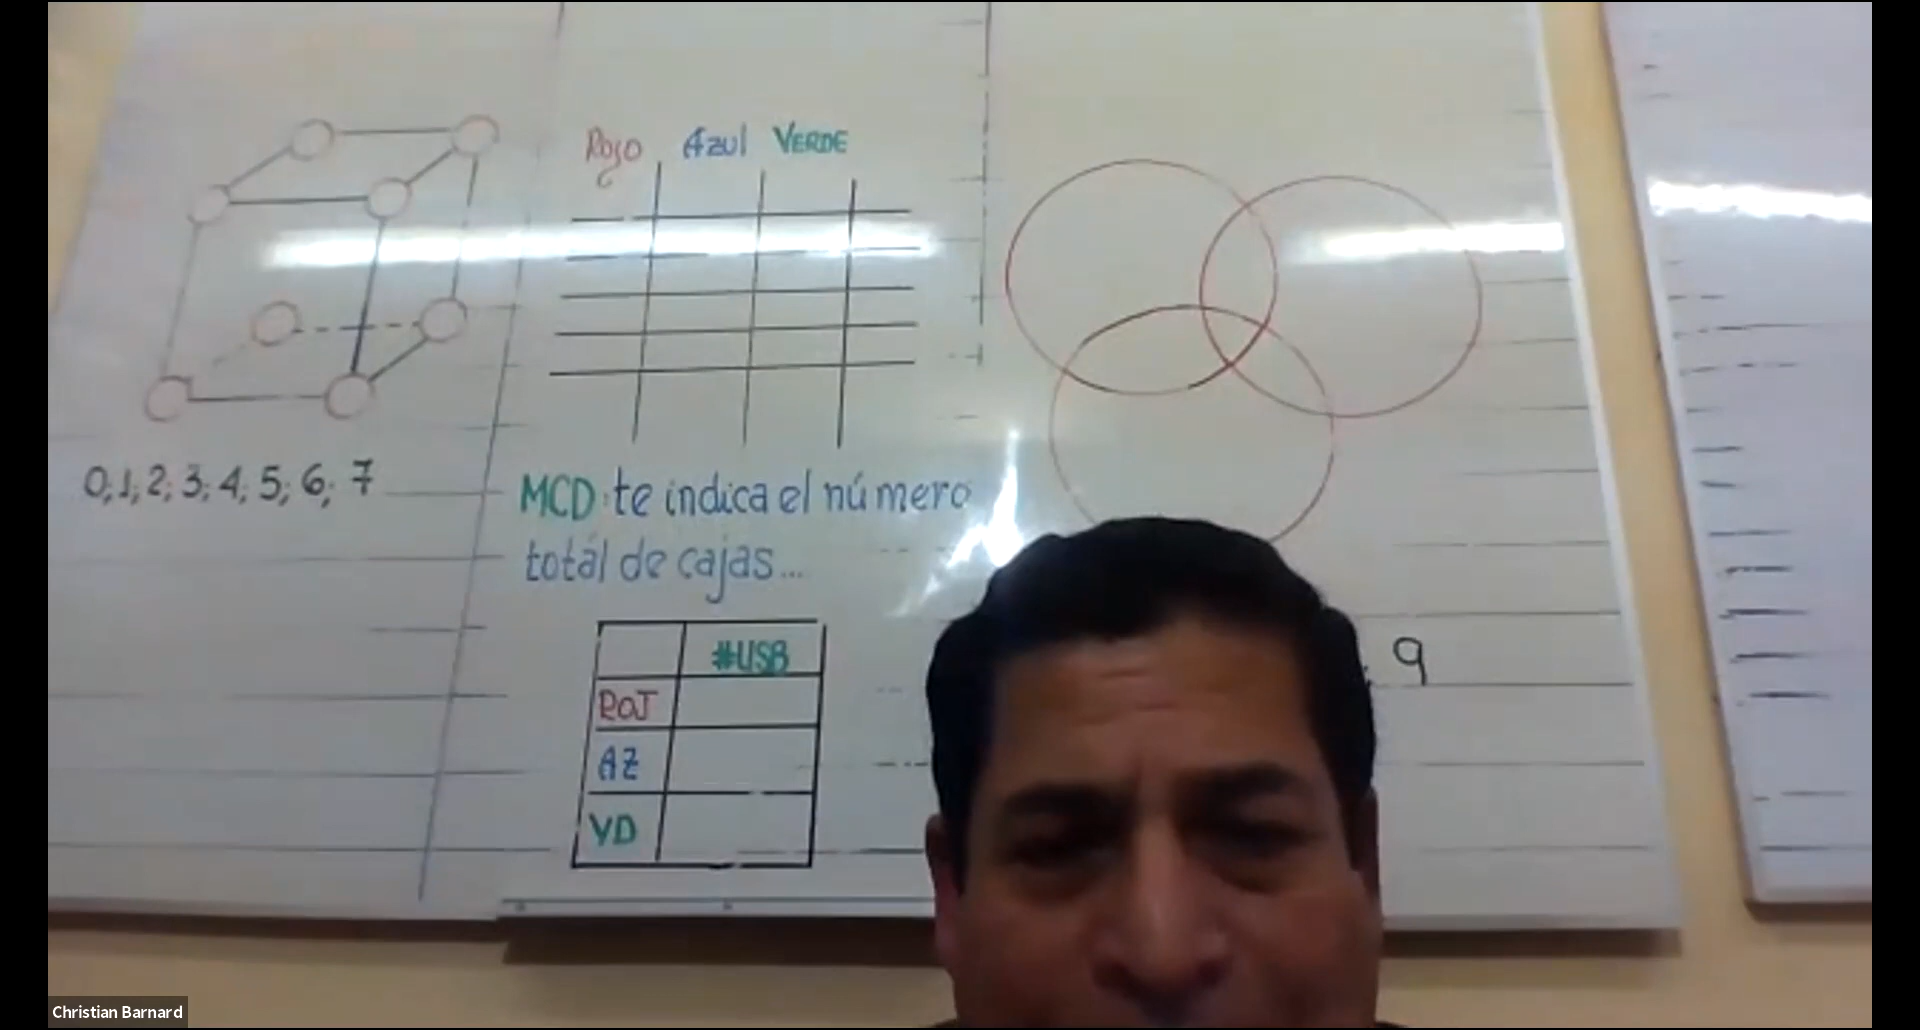 Rojo Azul VERDE
0; 1; 2; 3; 4; 5; 6; 7
MCD: te indica el número
total de cajas...
#USB
ROJ
AZ
VD
9
Christian Barnard